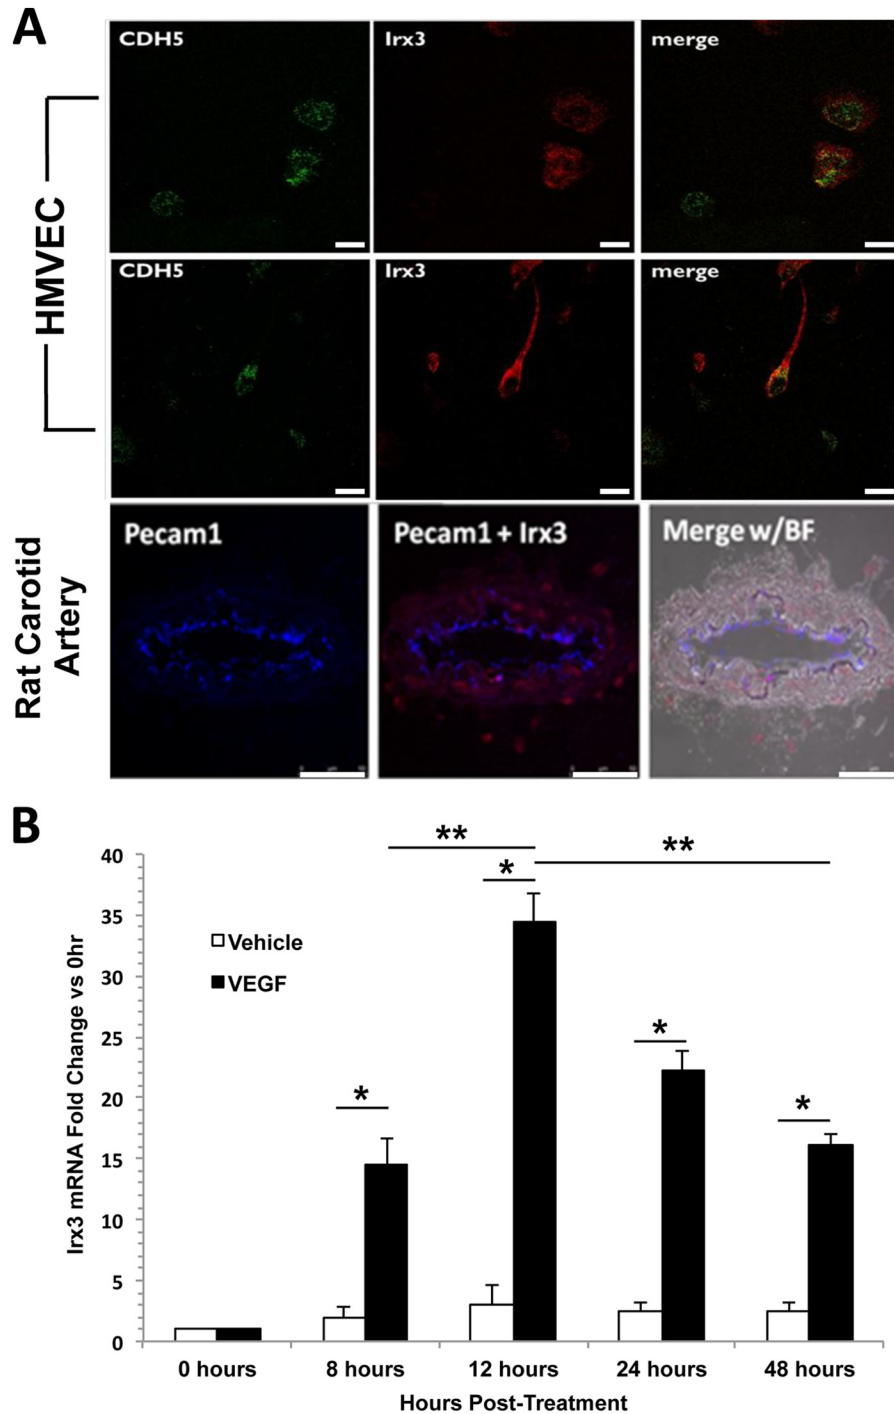 A
CDH5
Irx3
merge
HMVEC
CDH5
Irx3
merge
Rat Carotid
Artery
Pecam1
Pecam1 + Irx3
Merge w/BF
B
Irx3 mRNA Fold Change vs 0hr
40
35
30
25
20
15
10
5
0
**
**
*
*
*
*
Vehicle
VEGF
0 hours
8 hours
12 hours
24 hours
48 hours
Hours Post-Treatment